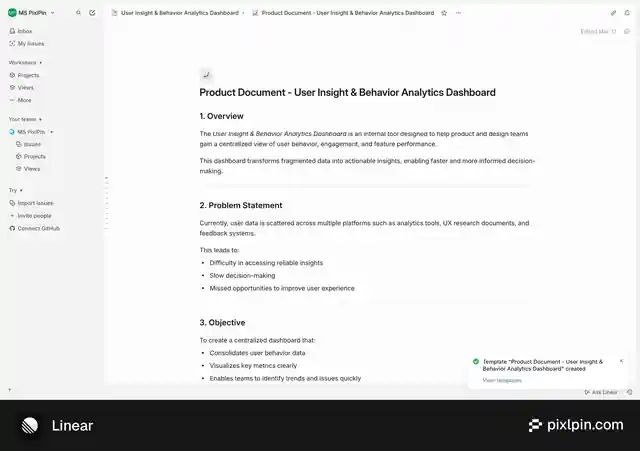 MS PixlPin
User Insight & Behavior Analytics Dashboard
Product Document - User Insight & Behavior Analytics Dashboard
Edited Mar 17
Inbox
My issues
Workspace
Projects
Views
More
Your teams
MS PixlPin
Issues
Projects
Views
Try
Import issues
Invite people
Connect GitHub
Product Document - User Insight & Behavior Analytics Dashboard
1. Overview
The User Insight & Behavior Analytics Dashboard is an internal tool designed to help product and design teams
gain a centralized view of user behavior, engagement, and feature performance.
This dashboard transforms fragmented data into actionable insights, enabling faster and more informed decision-
making.
2. Problem Statement
Currently, user data is scattered across multiple platforms such as analytics tools, UX research documents, and
feedback systems.
This leads to:
• Difficulty in accessing reliable insights
• Slow decision-making
• Missed opportunities to improve user experience
3. Objective
To create a centralized dashboard that:
• Consolidates user behavior data
• Visualizes key metrics clearly
• Enables teams to identify trends and issues quickly
Template "Product Document - User Insight &
Behavior Analytics Dashboard" created
View templates
Ask Linear
Linear
pixlpin.com